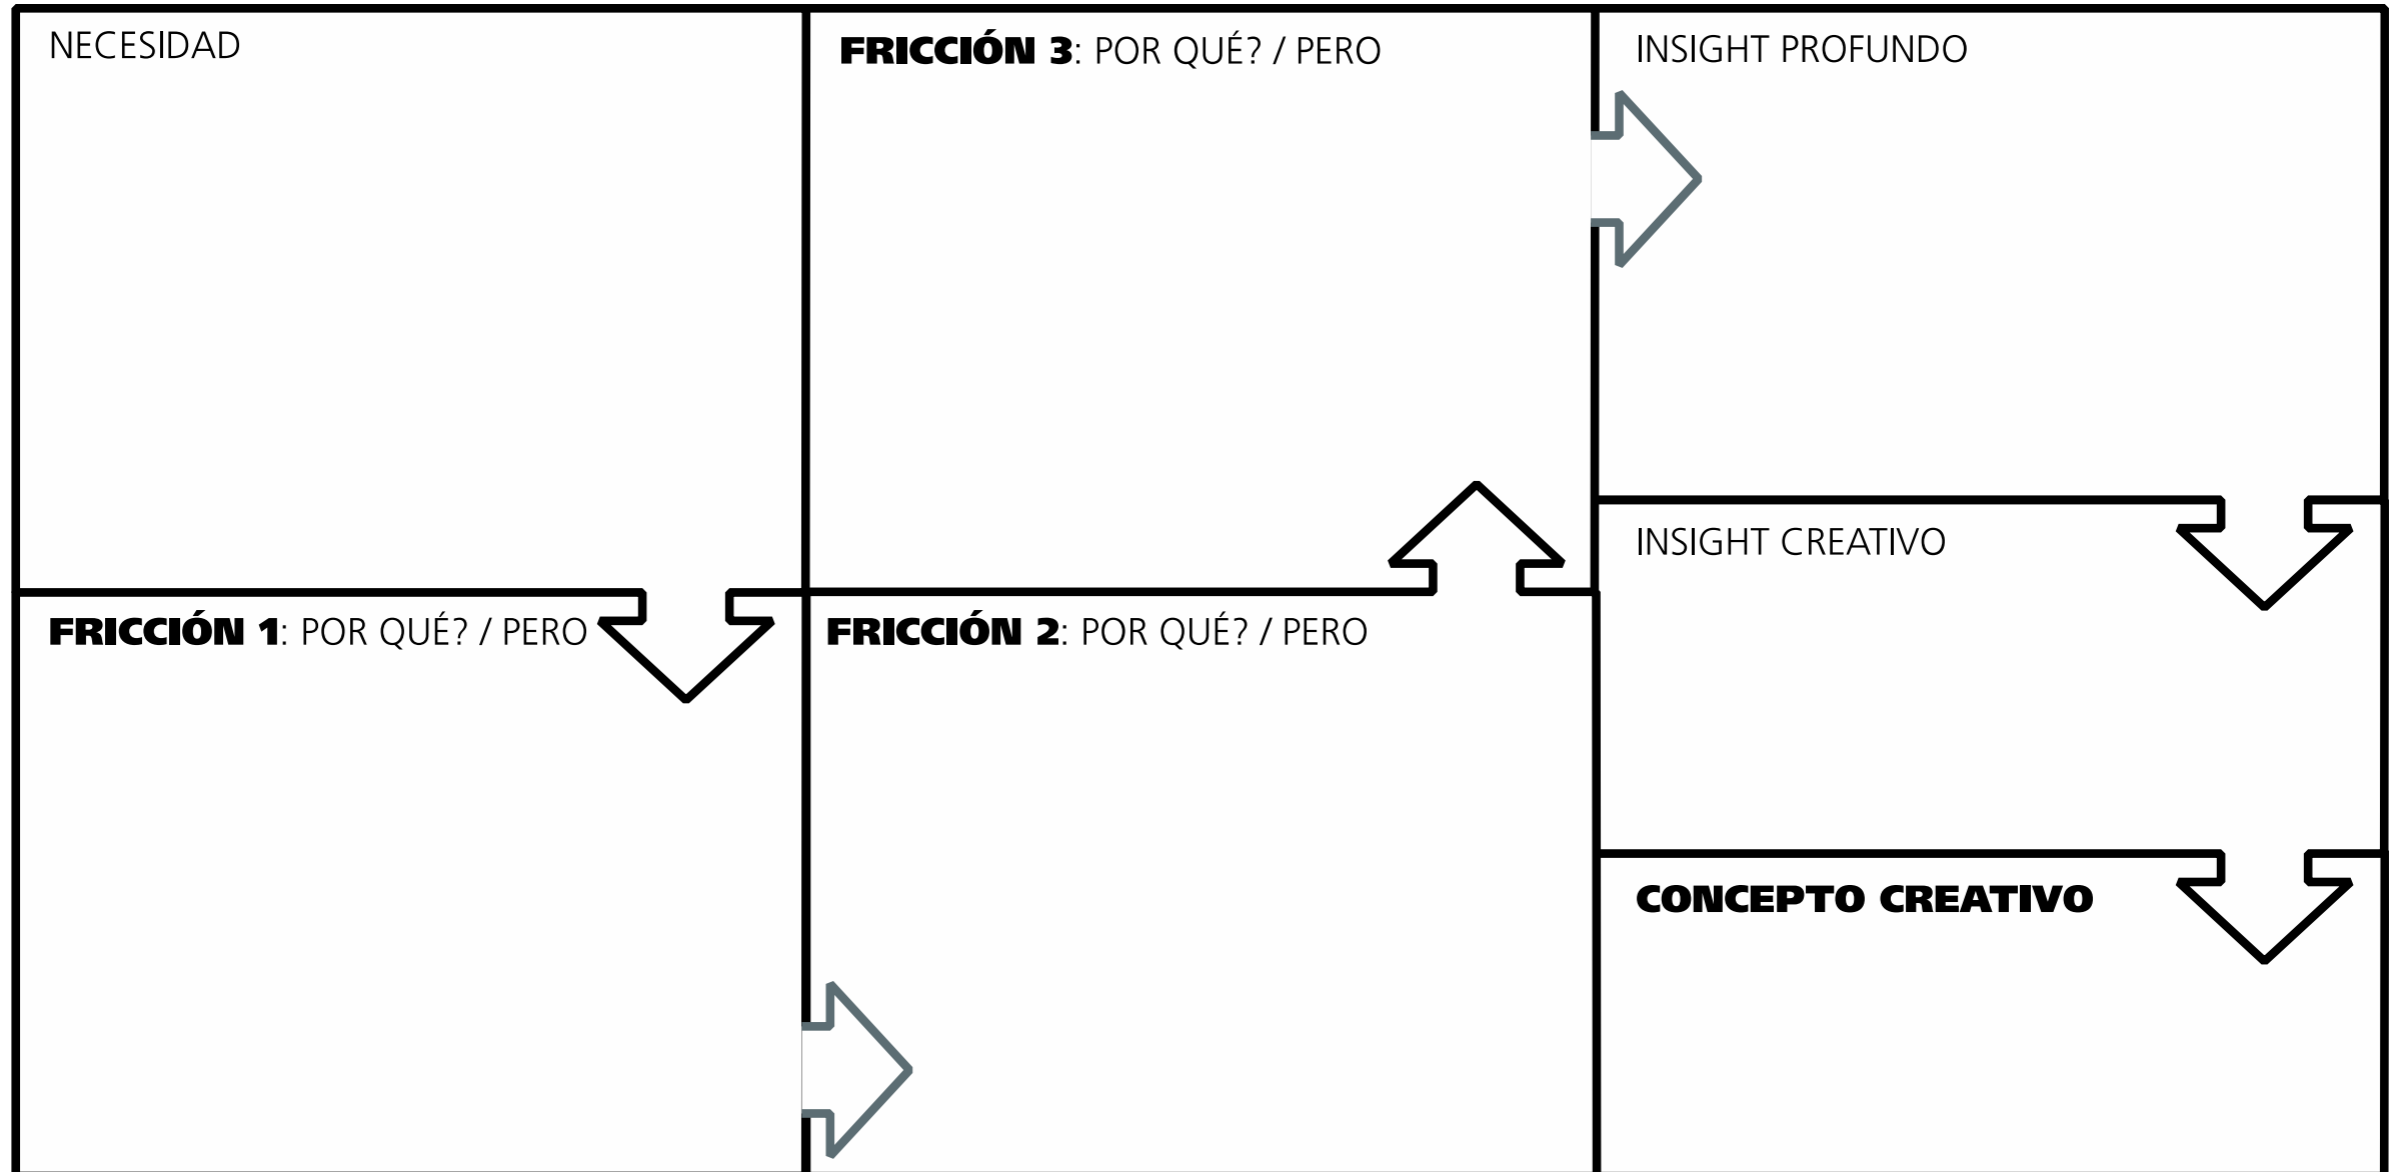 NECESIDAD
FRICCIÓN 1: POR QUÉ? / PERO
FRICCIÓN 2: POR QUÉ? / PERO
FRICCIÓN 3: POR QUÉ? / PERO
INSIGHT PROFUNDO
INSIGHT CREATIVO
CONCEPTO CREATIVO